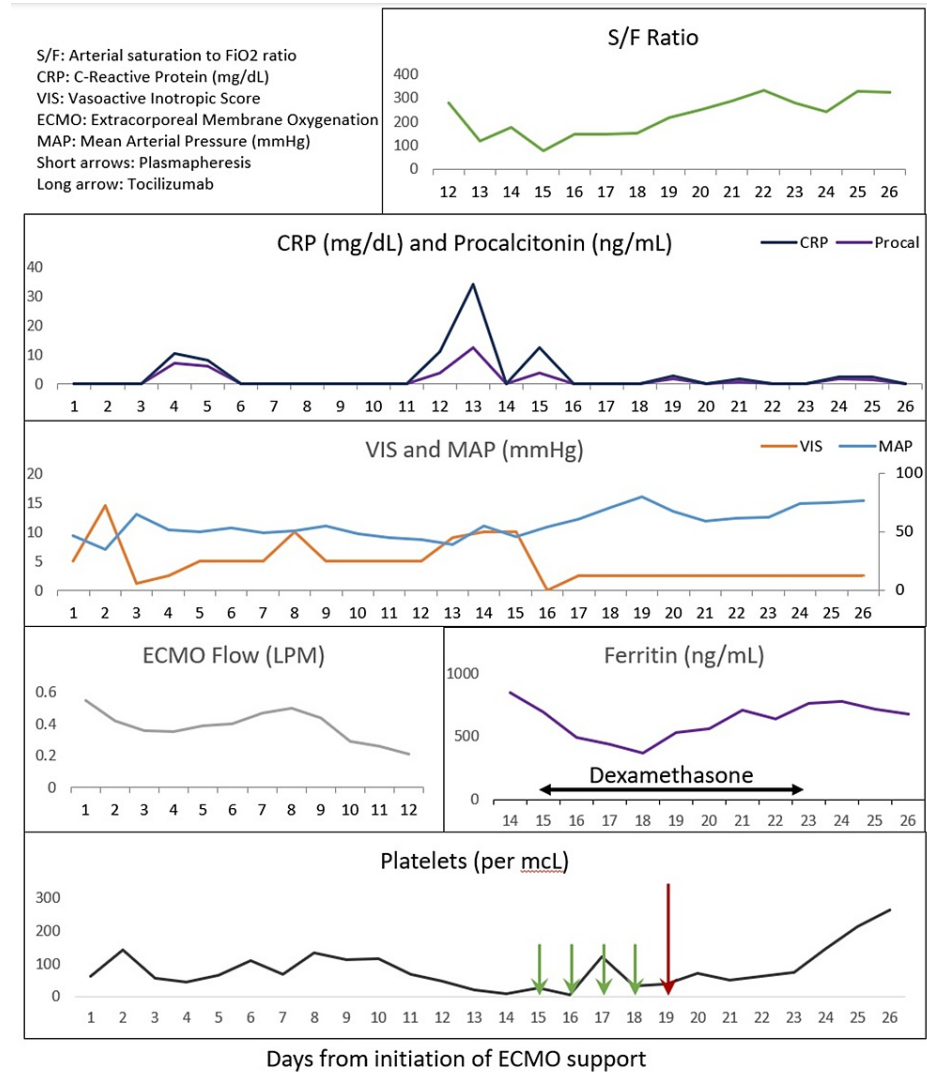 S/F: Arterial saturation to FiO2 ratio
CRP: C-Reactive Protein (mg/dL)
VIS: Vasoactive Inotropic Score
ECMO: Extracorporeal Membrane Oxygenation
MAP: Mean Arterial Pressure (mmHg)
Short arrows: Plasmapheresis
Long arrow: Tocilizumab
S/F Ratio
400
300
200
100
0
12 13 14 15 16 17 18 19 20 21 22 23 24 25 26
CRP (mg/dL) and Procalcitonin (ng/mL)
CRP Procal
40
30
20
10
0
1 2 3 4 5 6 7 8 9 10 11 12 13 14 15 16 17 18 19 20 21 22 23 24 25 26
VIS and MAP (mmHg)
VIS MAP
20 100
15
10 50
5
0 0
1 2 3 4 5 6 7 8 9 10 11 12 13 14 15 16 17 18 19 20 21 22 23 24 25 26
ECMO Flow (LPM)
0.6
0.4
0.2
0
1 2 3 4 5 6 7 8 9 10 11 12
Ferritin (ng/mL)
1000
500
Dexamethasone
0
14 15 16 17 18 19 20 21 22 23 24 25 26
Platelets (per mcL)
300
200
100
0
1 2 3 4 5 6 7 8 9 10 11 12 13 14 15 16 17 18 19 20 21 22 23 24 25 26
Days from initiation of ECMO support